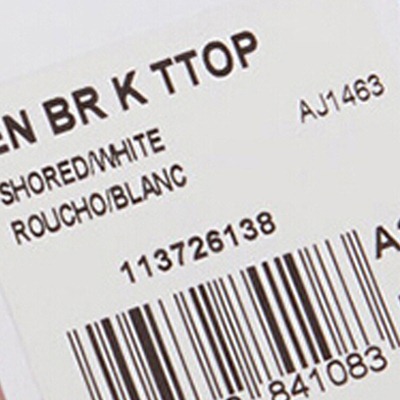 EN BR K TTOP
AJ1463
SHORED/WHITE
ROUCHO/BLANC
113726138
841083